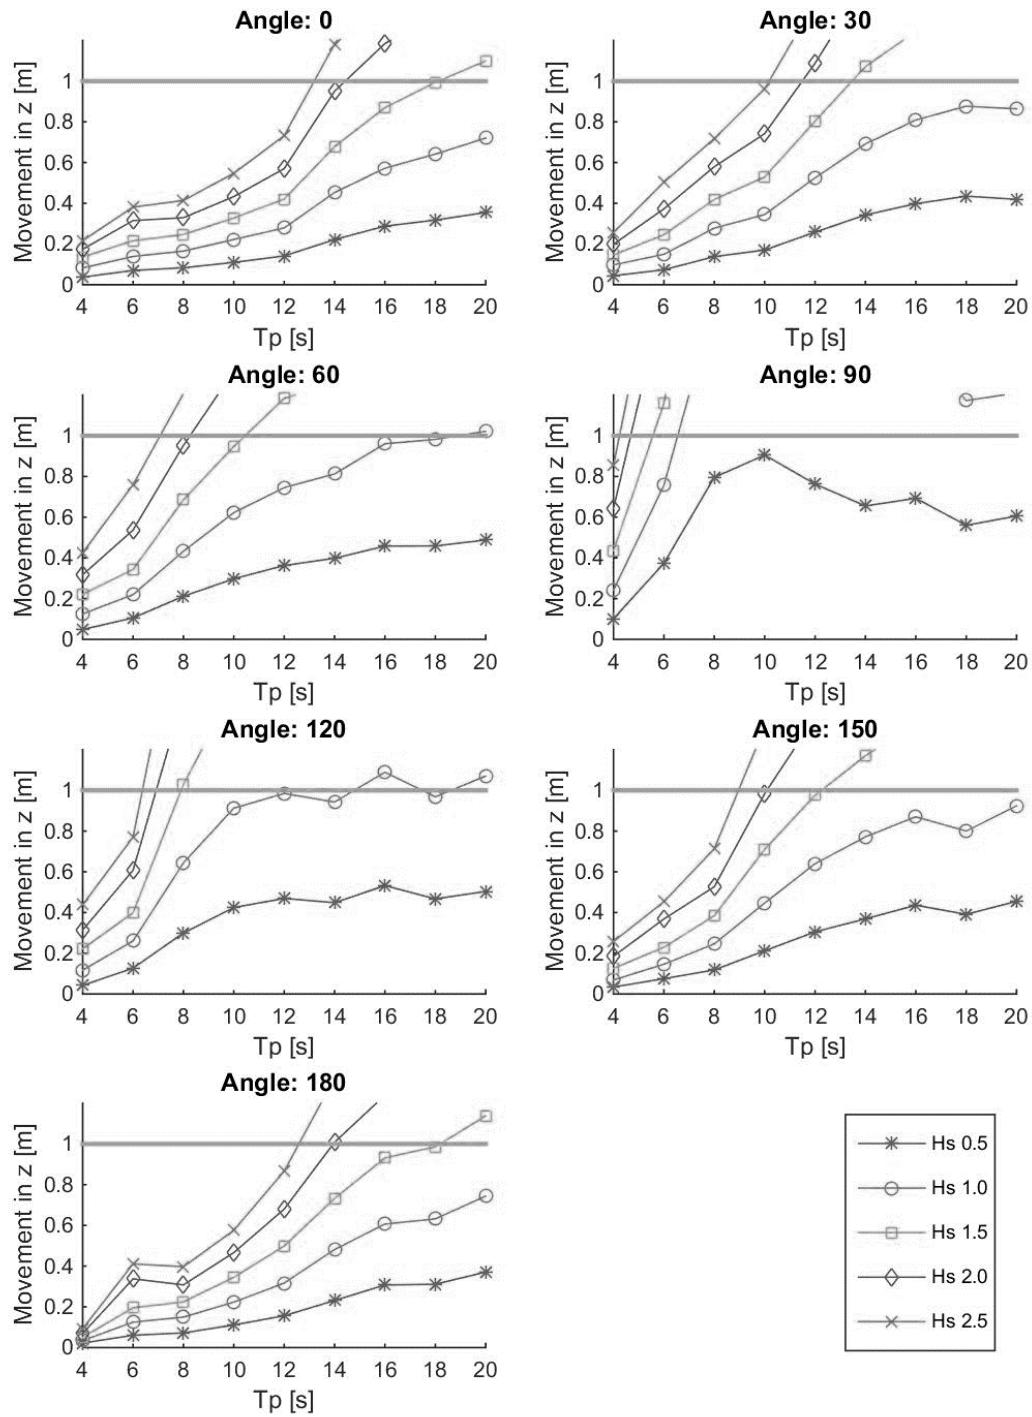 Angle: 0
Movement in z [m]
1
0.8
0.6
0.4
0.2
0
4 6 8 10 12 14 16 18 20
Tp [s]
Angle: 30
Movement in z [m]
1
0.8
0.6
0.4
0.2
0
4 6 8 10 12 14 16 18 20
Tp [s]
Angle: 60
Movement in z [m]
1
0.8
0.6
0.4
0.2
0
4 6 8 10 12 14 16 18 20
Tp [s]
Angle: 90
Movement in z [m]
1
0.8
0.6
0.4
0.2
0
4 6 8 10 12 14 16 18 20
Tp [s]
Angle: 120
Movement in z [m]
1
0.8
0.6
0.4
0.2
0
4 6 8 10 12 14 16 18 20
Tp [s]
Angle: 150
Movement in z [m]
1
0.8
0.6
0.4
0.2
0
4 6 8 10 12 14 16 18 20
Tp [s]
Angle: 180
Movement in z [m]
1
0.8
0.6
0.4
0.2
0
4 6 8 10 12 14 16 18 20
Tp [s]
Hs 0.5
Hs 1.0
Hs 1.5
Hs 2.0
Hs 2.5